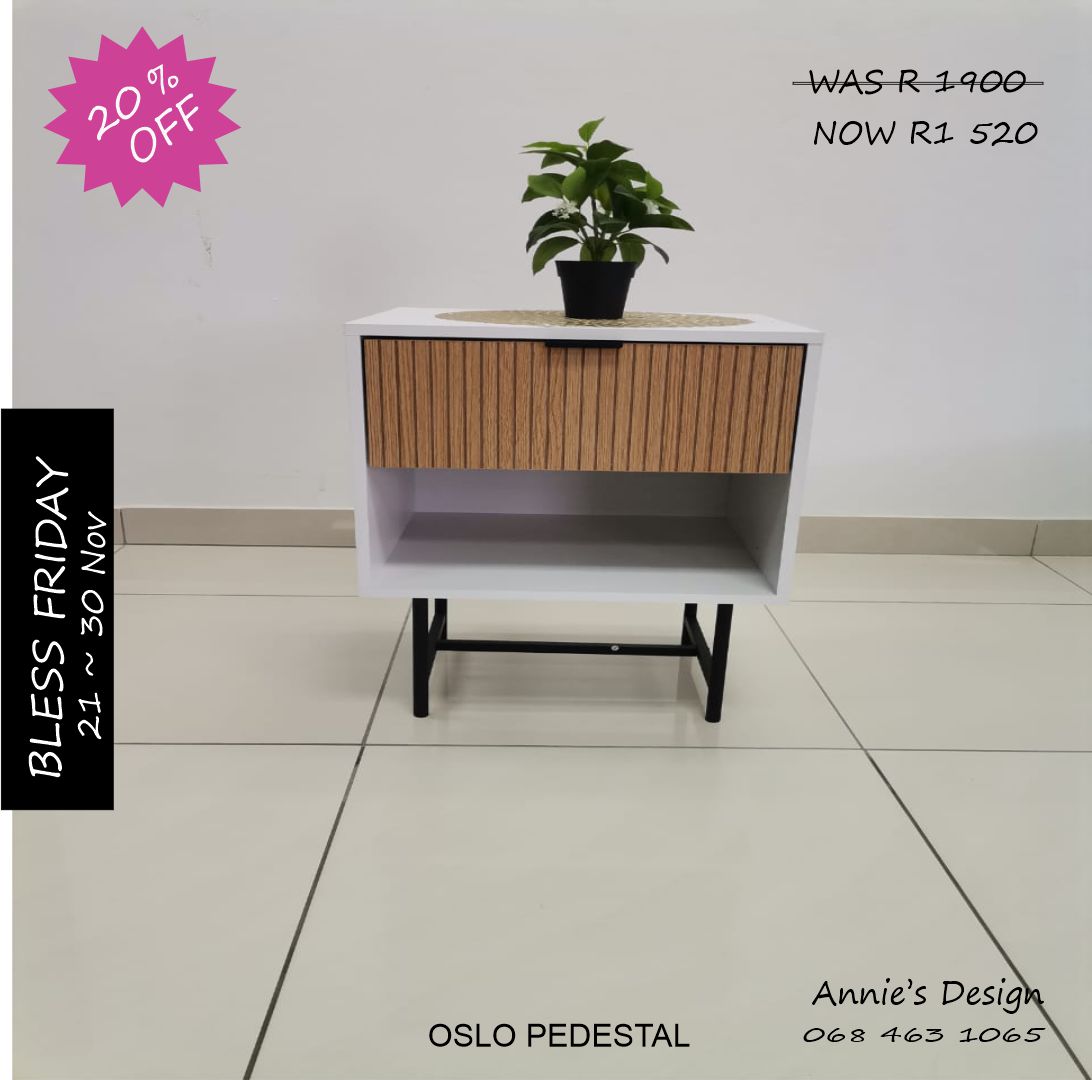 20 %
OFF
WAS R 1900
NOW R1 520
BLESS FRIDAY
21 ~ 30 Nov
OSLO PEDESTAL
Annie's Design
068 463 1065